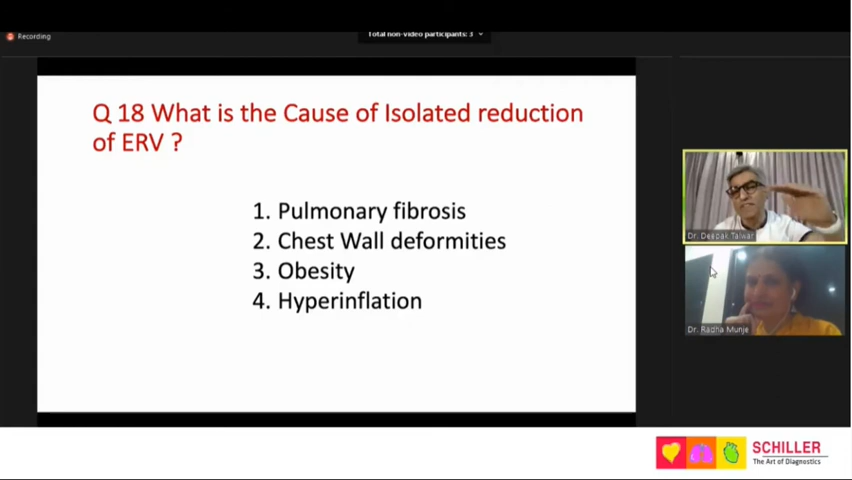 Recording
Total non-video participants: 3
Q 18 What is the Cause of Isolated reduction
of ERV ?
1. Pulmonary fibrosis
2. Chest Wall deformities
3. Obesity
4. Hyperinflation
Dr. Deepak Talwar
Dr. Radha Munje
SCHILLER
The Art of Diagnostics